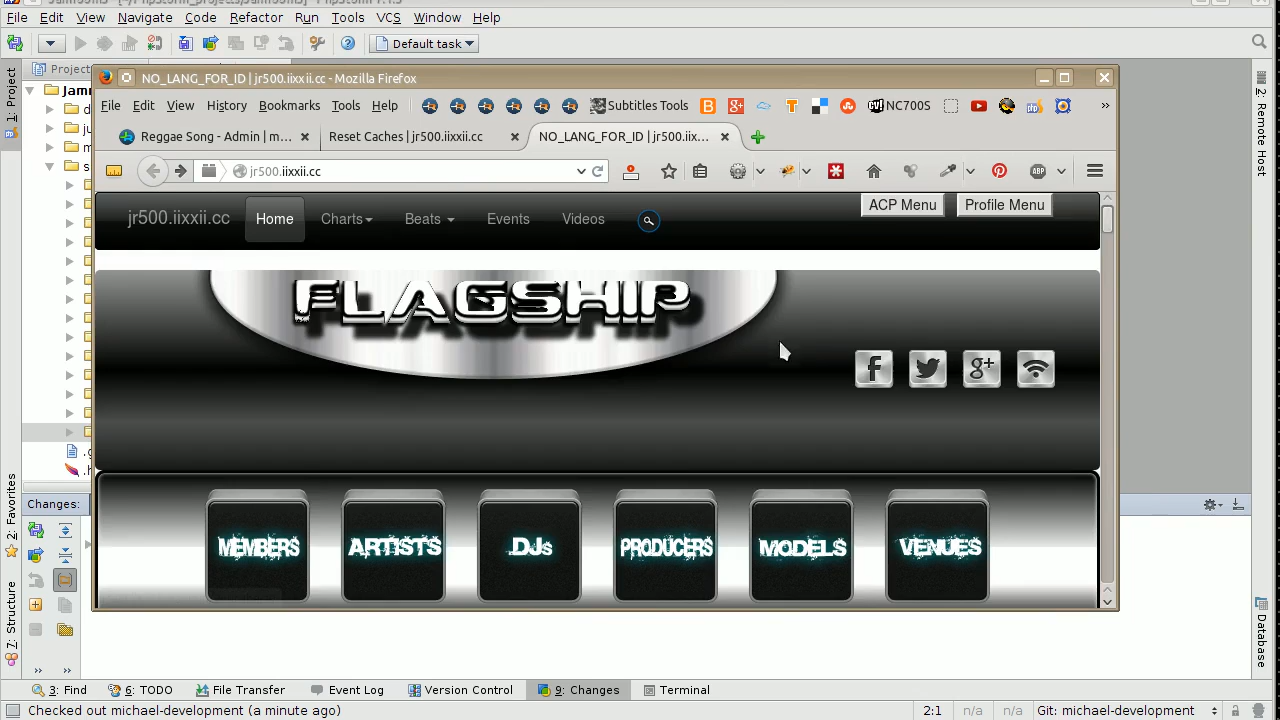 File Edit View Navigate Code Refactor Run Tools VCS Window Help
Default task
1: Project
Project
NO_LANG_FOR_ID | jr500.iixxii.cc - Mozilla Firefox
File Edit View History Bookmarks Tools Help Subtitles Tools NC700S
Reggae Song - Admin | m... Reset Caches | jr500.iixxii.cc NO_LANG_FOR_ID | jr500.iix...
jr500.iixxii.cc
ABP
jr500.iixxii.cc Home Charts Beats Events Videos ACP Menu Profile Menu
FLAGSHIP
MEMBERS ARTISTS DJs PRODUCERS MODELS VENUES
2: Remote Host
Database
2: Favorites
7: Structure
Changes:
3: Find 6: TODO File Transfer Event Log Version Control 9: Changes Terminal
Checked out michael-development (a minute ago) 2:1 n/a n/a Git: michael-development